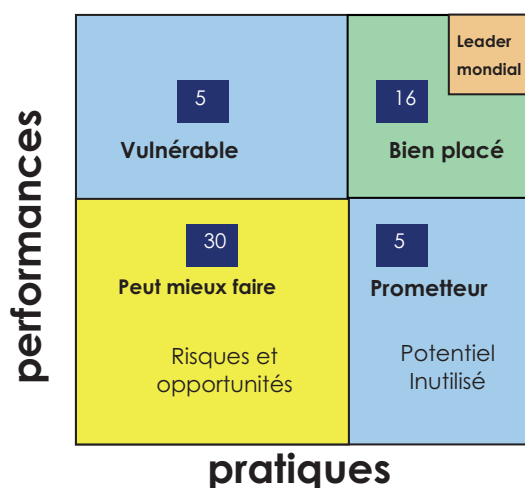 performances
Leader
mondial
5
Vulnérable
16
Bien placé
30
Peut mieux faire
Risques et
opportunités
5
Prometteur
Potentiel
Inutilisé
pratiques